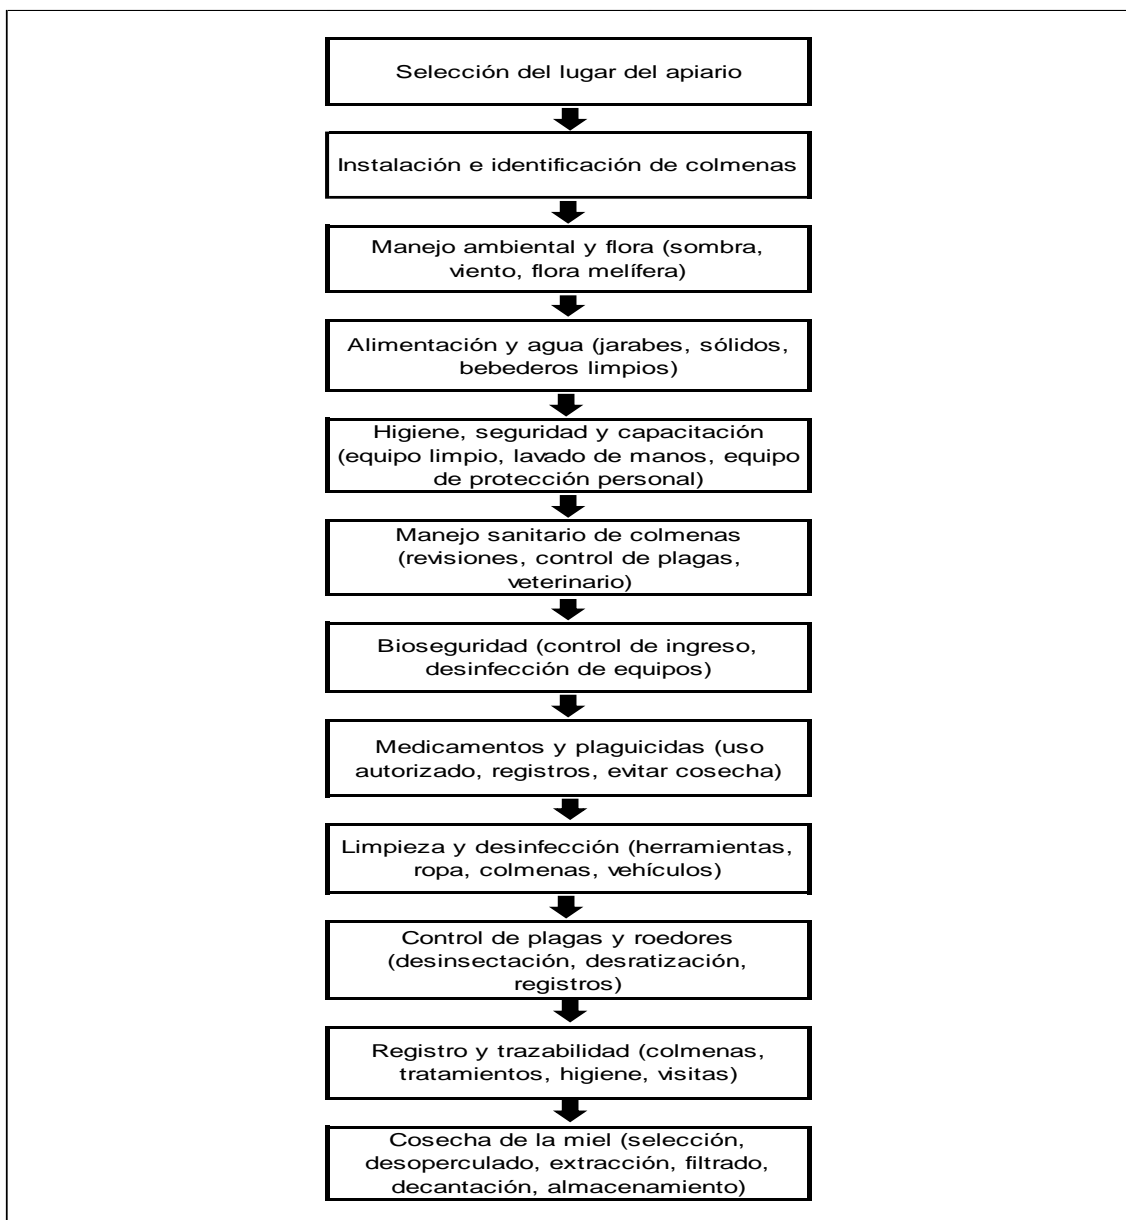 Selección del lugar del apiario
Instalación e identificación de colmenas
Manejo ambiental y flora (sombra,
viento, flora melífera)
Alimentación y agua (jarabes, sólidos,
bebederos limpios)
Higiene, seguridad y capacitación
(equipo limpio, lavado de manos, equipo
de protección personal)
Manejo sanitario de colmenas
(revisiones, control de plagas,
veterinario)
Bioseguridad (control de ingreso,
desinfección de equipos)
Medicamentos y plaguicidas (uso
autorizado, registros, evitar cosecha)
Limpieza y desinfección (herramientas,
ropa, colmenas, vehículos)
Control de plagas y roedores
(desinsectación, desratización,
registros)
Registro y trazabilidad (colmenas,
tratamientos, higiene, visitas)
Cosecha de la miel (selección,
desoperculado, extracción, filtrado,
decantación, almacenamiento)